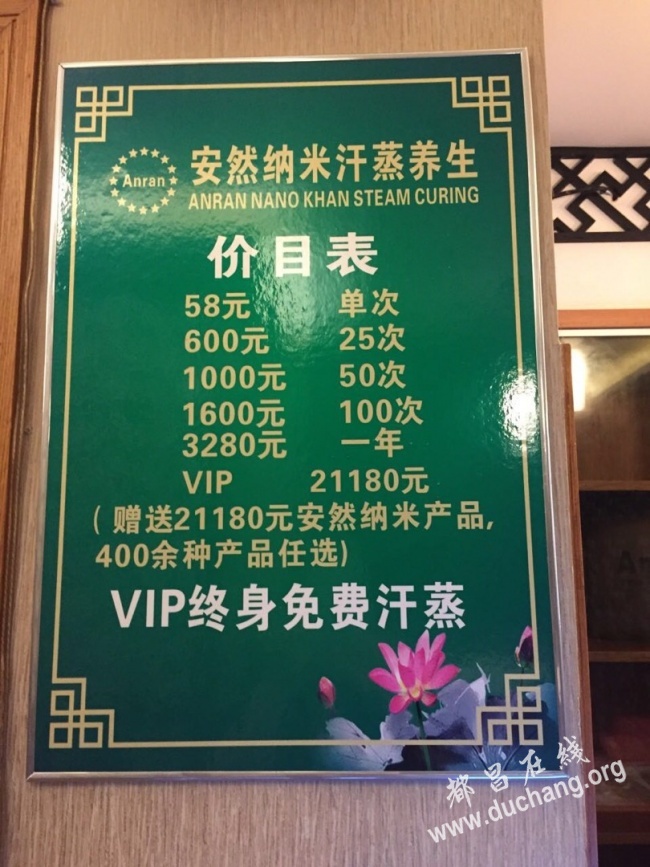 Anran
安然纳米汗蒸养生
ANRAN NANO KHAN STEAM CURING
价目表
58元 单次
600元 25次
1000元 50次
1600元 100次
3280元 一年
VIP 21180元
(赠送21180元安然纳米产品,
400余种产品任选)
VIP终身免费汗蒸
都昌在线
www.duchang.org